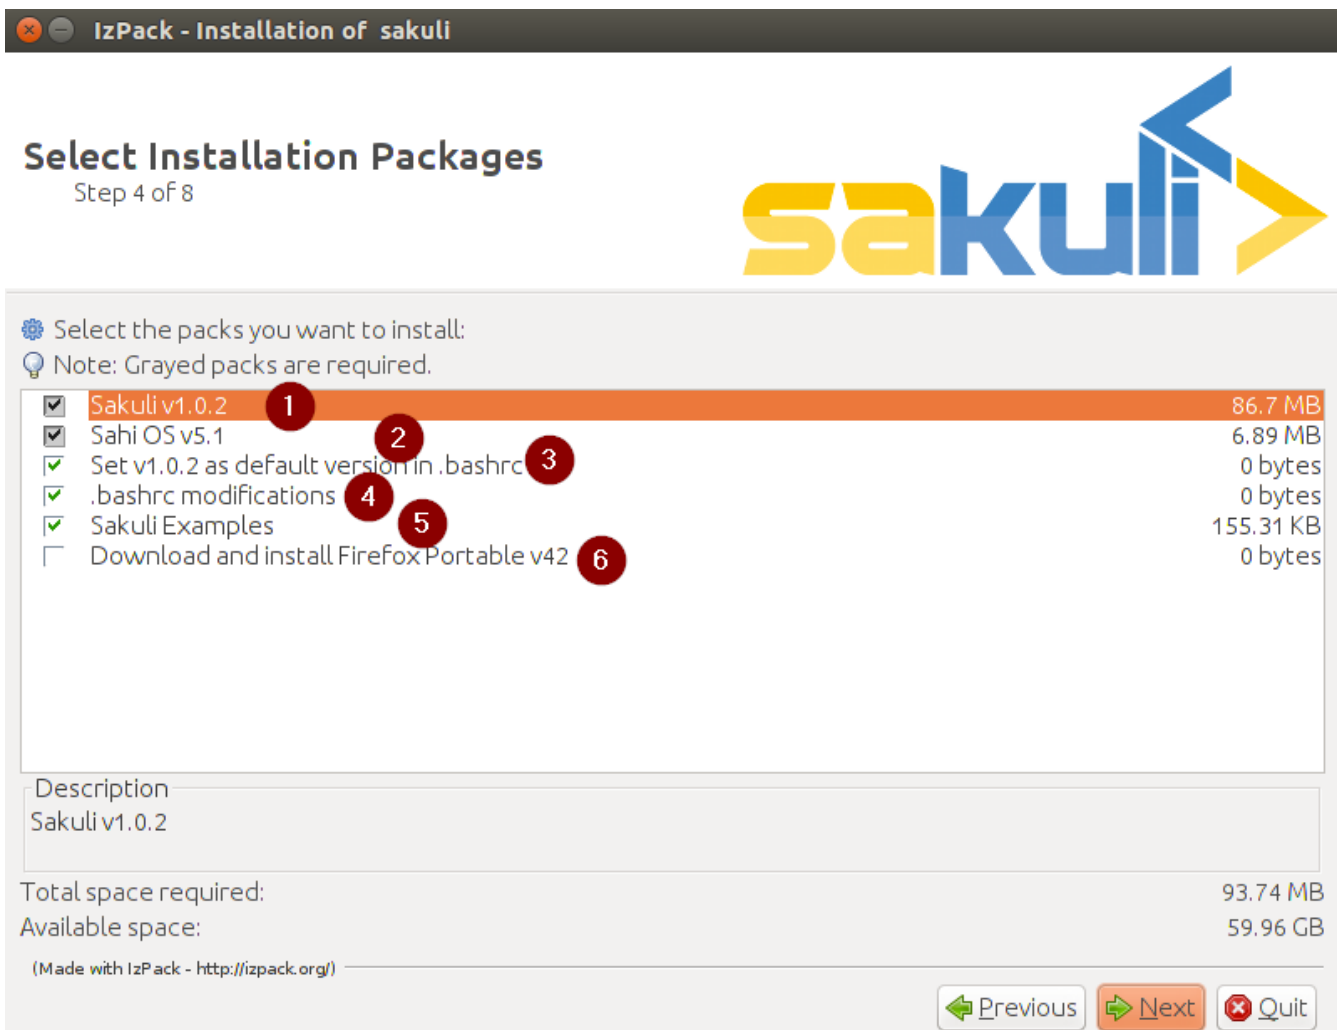 IzPack - Installation of sakuli
Select Installation Packages
Step 4 of 8
sakuli
Select the packs you want to install:
Note: Grayed packs are required.
Sakuli v1.0.2 1 86.7 MB
Sahi OS v5.1 2 6.89 MB
Set v1.0.2 as default version in .bashrc 3 0 bytes
.bashrc modifications 4 0 bytes
Sakuli Examples 5 155.31 KB
Download and install Firefox Portable v42 6 0 bytes
Description
Sakuli v1.0.2
Total space required: 93.74 MB
Available space: 59.96 GB
(Made with IzPack - http://izpack.org/)
Previous Next Quit